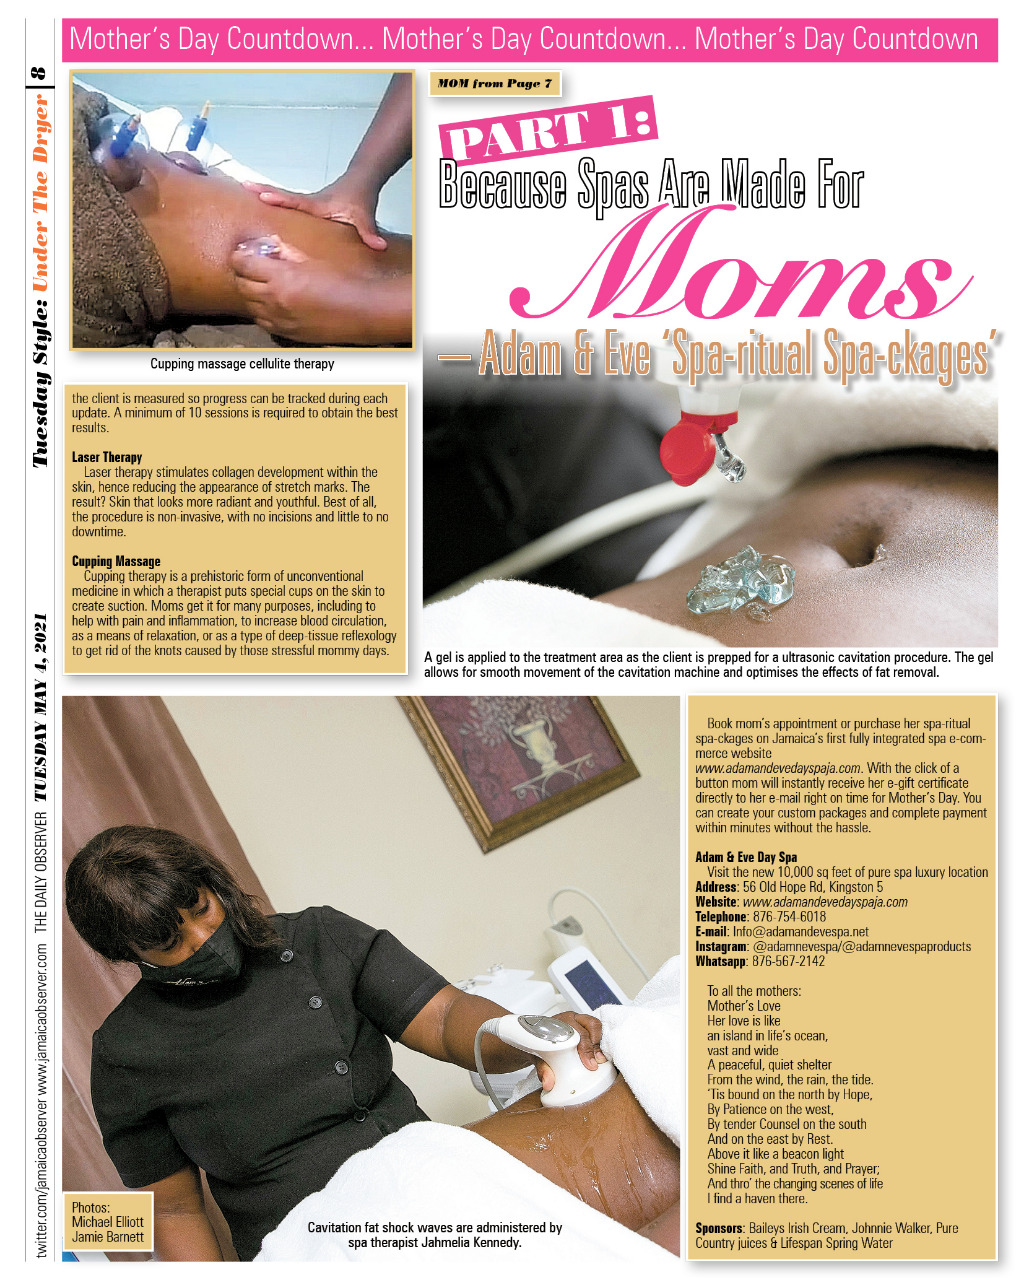 Mother's Day Countdown... Mother's Day Countdown... Mother's Day Countdown
8
Tuesday Style: Under The Dryer
TUESDAY MAY 4, 2021
THE DAILY OBSERVER
twitter.com/jamaicaobserver www.jamaicaobserver.com
MOM from Page 7
PART 1:
Because Spas Are Made For
Moms
— Adam & Eve ‘Spa-ritual Spa-ckages’
Cupping massage cellulite therapy
the client is measured so progress can be tracked during each
update. A minimum of 10 sessions is required to obtain the best
results.
Laser Therapy
Laser therapy stimulates collagen development within the
skin, hence reducing the appearance of stretch marks. The
result? Skin that looks more radiant and youthful. Best of all,
the procedure is non-invasive, with no incisions and little to no
downtime.
Cupping Massage
Cupping therapy is a prehistoric form of unconventional
medicine in which a therapist puts special cups on the skin to
create suction. Moms get it for many purposes, including to
help with pain and inflammation, to increase blood circulation,
as a means of relaxation, or as a type of deep-tissue reflexology
to get rid of the knots caused by those stressful mommy days.
A gel is applied to the treatment area as the client is prepped for a ultrasonic cavitation procedure. The gel
allows for smooth movement of the cavitation machine and optimises the effects of fat removal.
Book mom's appointment or purchase her spa-ritual
spa-ckages on Jamaica's first fully integrated spa e-com-
merce website
www.adamandevedayspaja.com. With the click of a
button mom will instantly receive her e-gift certificate
directly to her e-mail right on time for Mother's Day. You
can create your custom packages and complete payment
within minutes without the hassle.
Adam & Eve Day Spa
Visit the new 10,000 sq feet of pure spa luxury location
Address: 56 Old Hope Rd, Kingston 5
Website: www.adamandevedayspaja.com
Telephone: 876-754-6018
E-mail: Info@adamandevespa.net
Instagram: @adamnevespa/@adamnevespaproducts
Whatsapp: 876-567-2142
To all the mothers:
Mother's Love
Her love is like
an island in life's ocean,
vast and wide
A peaceful, quiet shelter
From the wind, the rain, the tide.
‘Tis bound on the north by Hope,
By Patience on the west,
By tender Counsel on the south
And on the east by Rest.
Above it like a beacon light
Shine Faith, and Truth, and Prayer;
And thro' the changing scenes of life
I find a haven there.
Sponsors: Baileys Irish Cream, Johnnie Walker, Pure
Country juices & Lifespan Spring Water
Photos:
Michael Elliott
Jamie Barnett
Cavitation fat shock waves are administered by
spa therapist Jahmelia Kennedy.